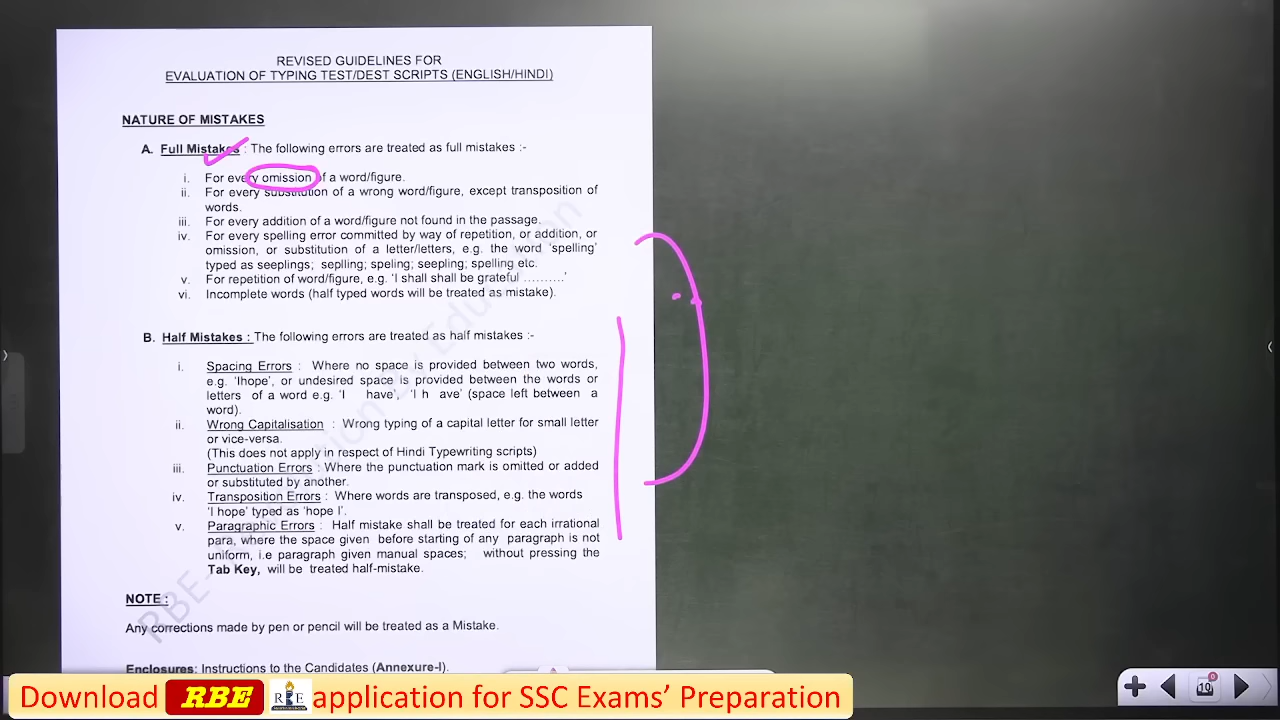 REVISED GUIDELINES FOR
EVALUATION OF TYPING TEST/DEST SCRIPTS (ENGLISH/HINDI)
NATURE OF MISTAKES
A. Full Mistakes : The following errors are treated as full mistakes :-
i. For every omission of a word/figure.
ii. For every substitution of a wrong word/figure, except transposition of
words.
iii. For every addition of a word/figure not found in the passage.
iv. For every spelling error committed by way of repetition, or addition, or
omission, or substitution of a letter/letters, e.g. the word ‘spelling’
typed as seeplings; seplling; speling; seepling; spelling etc.
v. For repetition of word/figure, e.g. ‘I shall shall be grateful ..........’
vi. Incomplete words (half typed words will be treated as mistake).
B. Half Mistakes : The following errors are treated as half mistakes :-
i. Spacing Errors : Where no space is provided between two words,
e.g. ‘Ihope’, or undesired space is provided between the words or
letters of a word e.g. ‘I have’, ‘I h ave’ (space left between a
word).
ii. Wrong Capitalisation : Wrong typing of a capital letter for small letter
or vice-versa.
(This does not apply in respect of Hindi Typewriting scripts)
iii. Punctuation Errors : Where the punctuation mark is omitted or added
or substituted by another.
iv. Transposition Errors : Where words are transposed, e.g. the words
‘I hope’ typed as ‘hope I’.
v. Paragraphic Errors : Half mistake shall be treated for each irrational
para, where the space given before starting of any paragraph is not
uniform, i.e paragraph given manual spaces; without pressing the
Tab Key, will be treated half-mistake.
NOTE :
Any corrections made by pen or pencil will be treated as a Mistake.
Enclosures: Instructions to the Candidates (Annexure-I).
Download RBE RBE application for SSC Exams’ Preparation
10
0